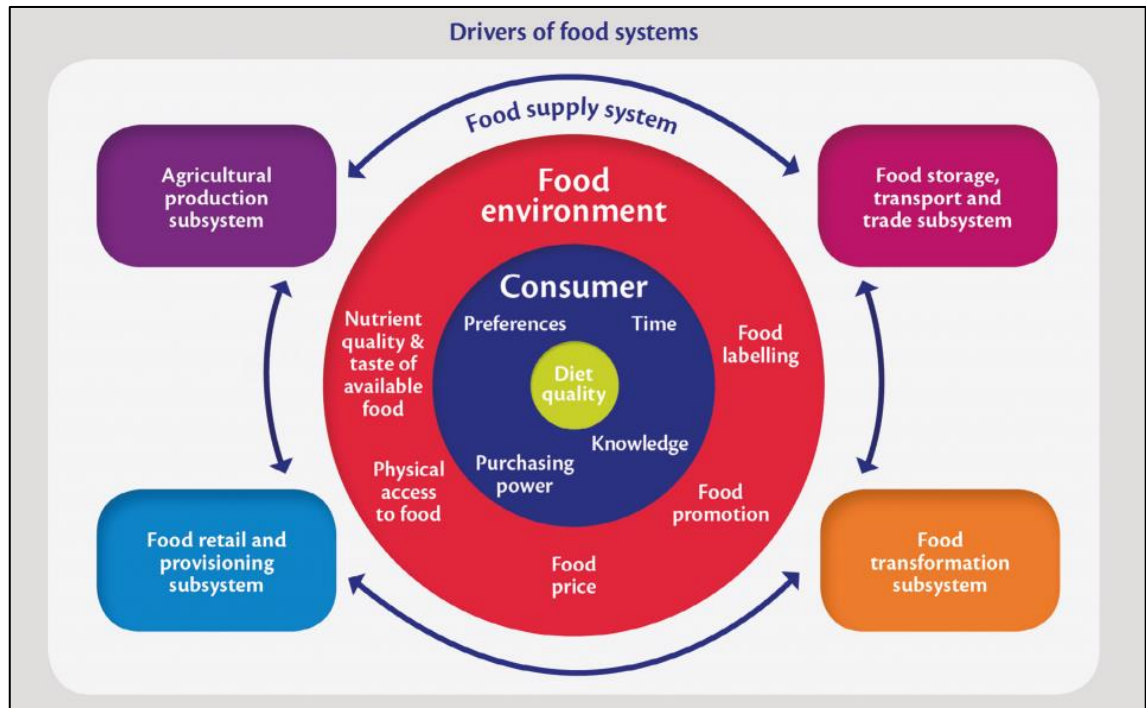 Drivers of food systems
Food supply system
Agricultural
production
subsystem
Food storage,
transport and
trade subsystem
Food
environment
Consumer
Preferences
Time
Nutrient
quality &
taste of
available
food
Food
labelling
Diet
quality
Knowledge
Purchasing
power
Physical
access
to food
Food
promotion
Food
price
Food retail and
provisioning
subsystem
Food
transformation
subsystem